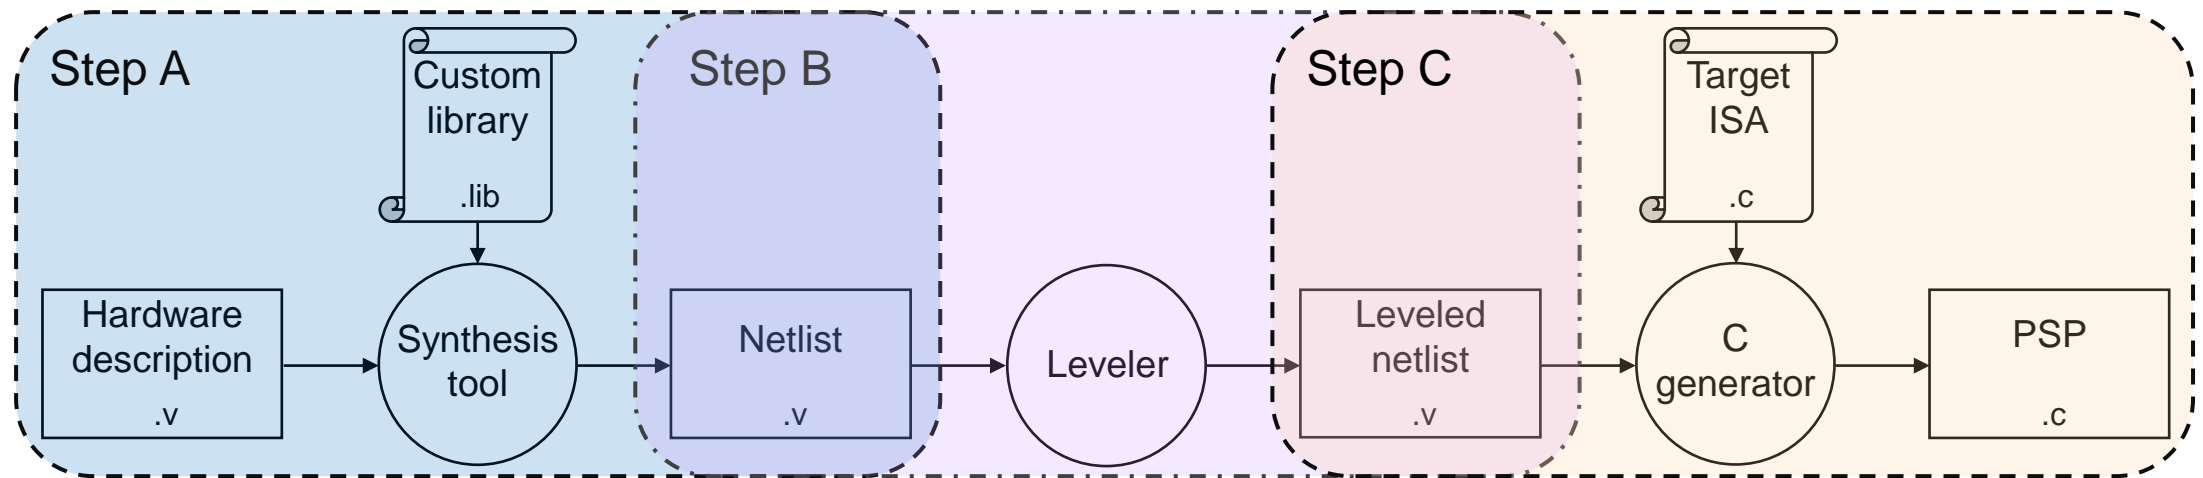 Step A
Custom
library
.lib
Hardware
description
.v
Synthesis
tool
Step B
Netlist
.v
Leveler
Step C
Leveled
netlist
.v
Target
ISA
.c
C
generator
PSP
.c